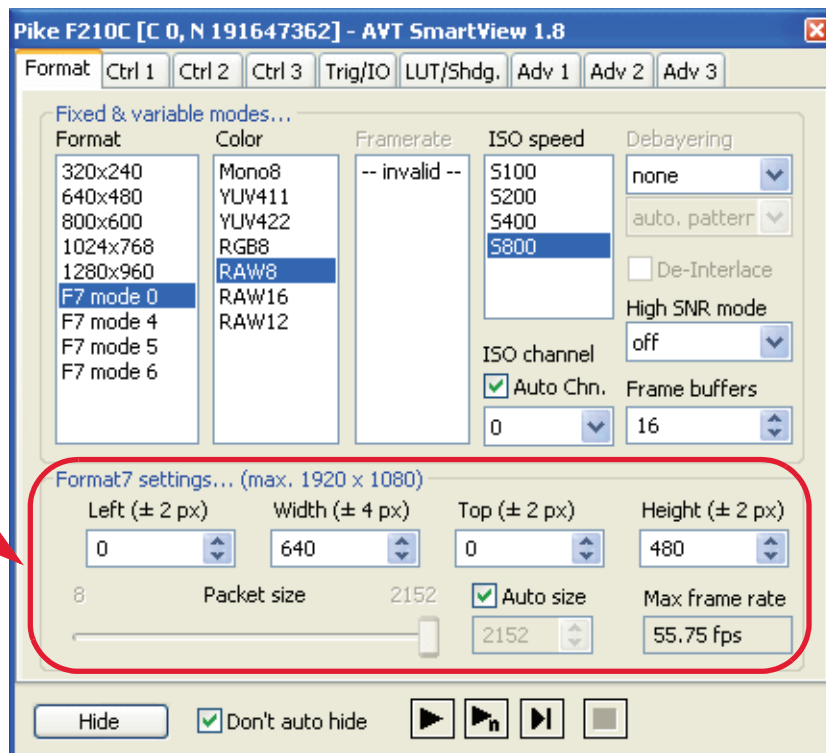 Pike F210C [C 0, N 191647362] - AVT SmartView 1.8
Format Ctrl 1 Ctrl 2 Ctrl 3 Trig/IO LUT/Shdg. Adv 1 Adv 2 Adv 3
Fixed & variable modes...
Format
320x240
640x480
800x600
1024x768
1280x960
F7 mode 0
F7 mode 4
F7 mode 5
F7 mode 6
Color
Mono8
YUV411
YUV422
RGB8
RAW8
RAW16
RAW12
Framerate
-- invalid --
ISO speed
S100
S200
S400
S800
ISO channel
Auto Chn.
0
Debayering
none
auto. patterr
De-Interlace
High SNR mode
off
Frame buffers
16
Format7 settings... (max. 1920 x 1080)
Left (± 2 px) Width (± 4 px) Top (± 2 px) Height (± 2 px)
0 640 0 480
8 Packet size 2152 Auto size Max frame rate
2152 55.75 fps
Hide Don't auto hide n